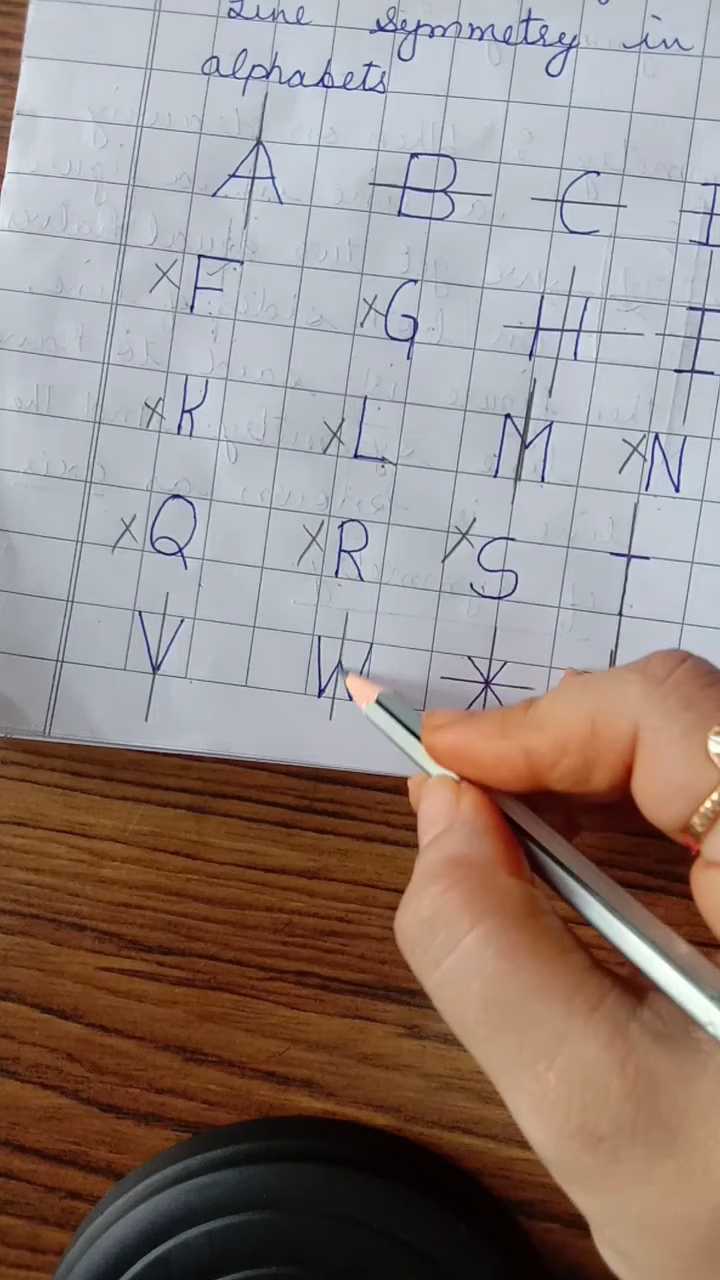 Line symmetry in
alphabets
A B C
× F × G H I
× K × L M × N
× Q × R × S T
V W X